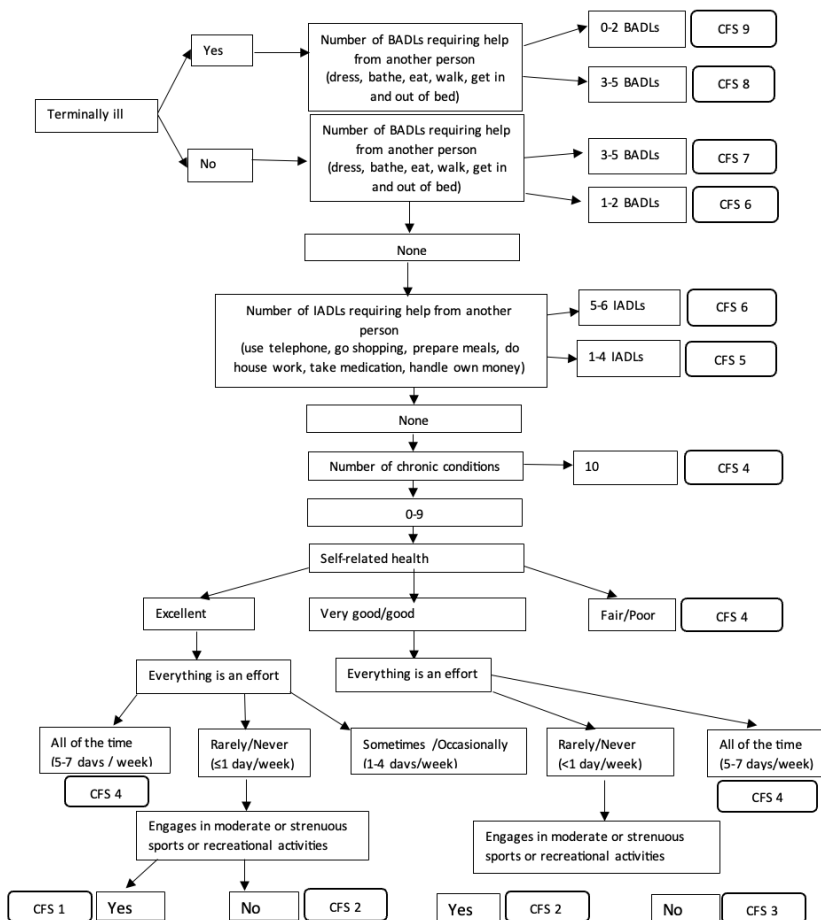 0-2 BADLs
CFS 9
Yes
Number of BADLs requiring help
from another person
(dress, bathe, eat, walk, get in
and out of bed)
3-5 BADLs
CFS 8
Terminally ill
No
Number of BADLs requiring help
from another person
(dress, bathe, eat, walk, get in
and out of bed)
3-5 BADLs
CFS 7
1-2 BADLs
CFS 6
None
Number of IADLs requiring help from another
person
(use telephone, go shopping, prepare meals, do
house work, take medication, handle own money)
5-6 IADLs
CFS 6
1-4 IADLs
CFS 5
None
Number of chronic conditions
10
CFS 4
0-9
Self-related health
Excellent
Very good/good
Fair/Poor
CFS 4
Everything is an effort
Everything is an effort
All of the time
(5-7 days / week)
CFS 4
Rarely/Never
(≤1 day/week)
Sometimes /Occasionally
(1-4 days/week)
Rarely/Never
(<1 day/week)
All of the time
(5-7 days/week)
CFS 4
Engages in moderate or strenuous
sports or recreational activities
Engages in moderate or strenuous
sports or recreational activities
CFS 1
Yes
No
CFS 2
Yes
CFS 2
No
CFS 3